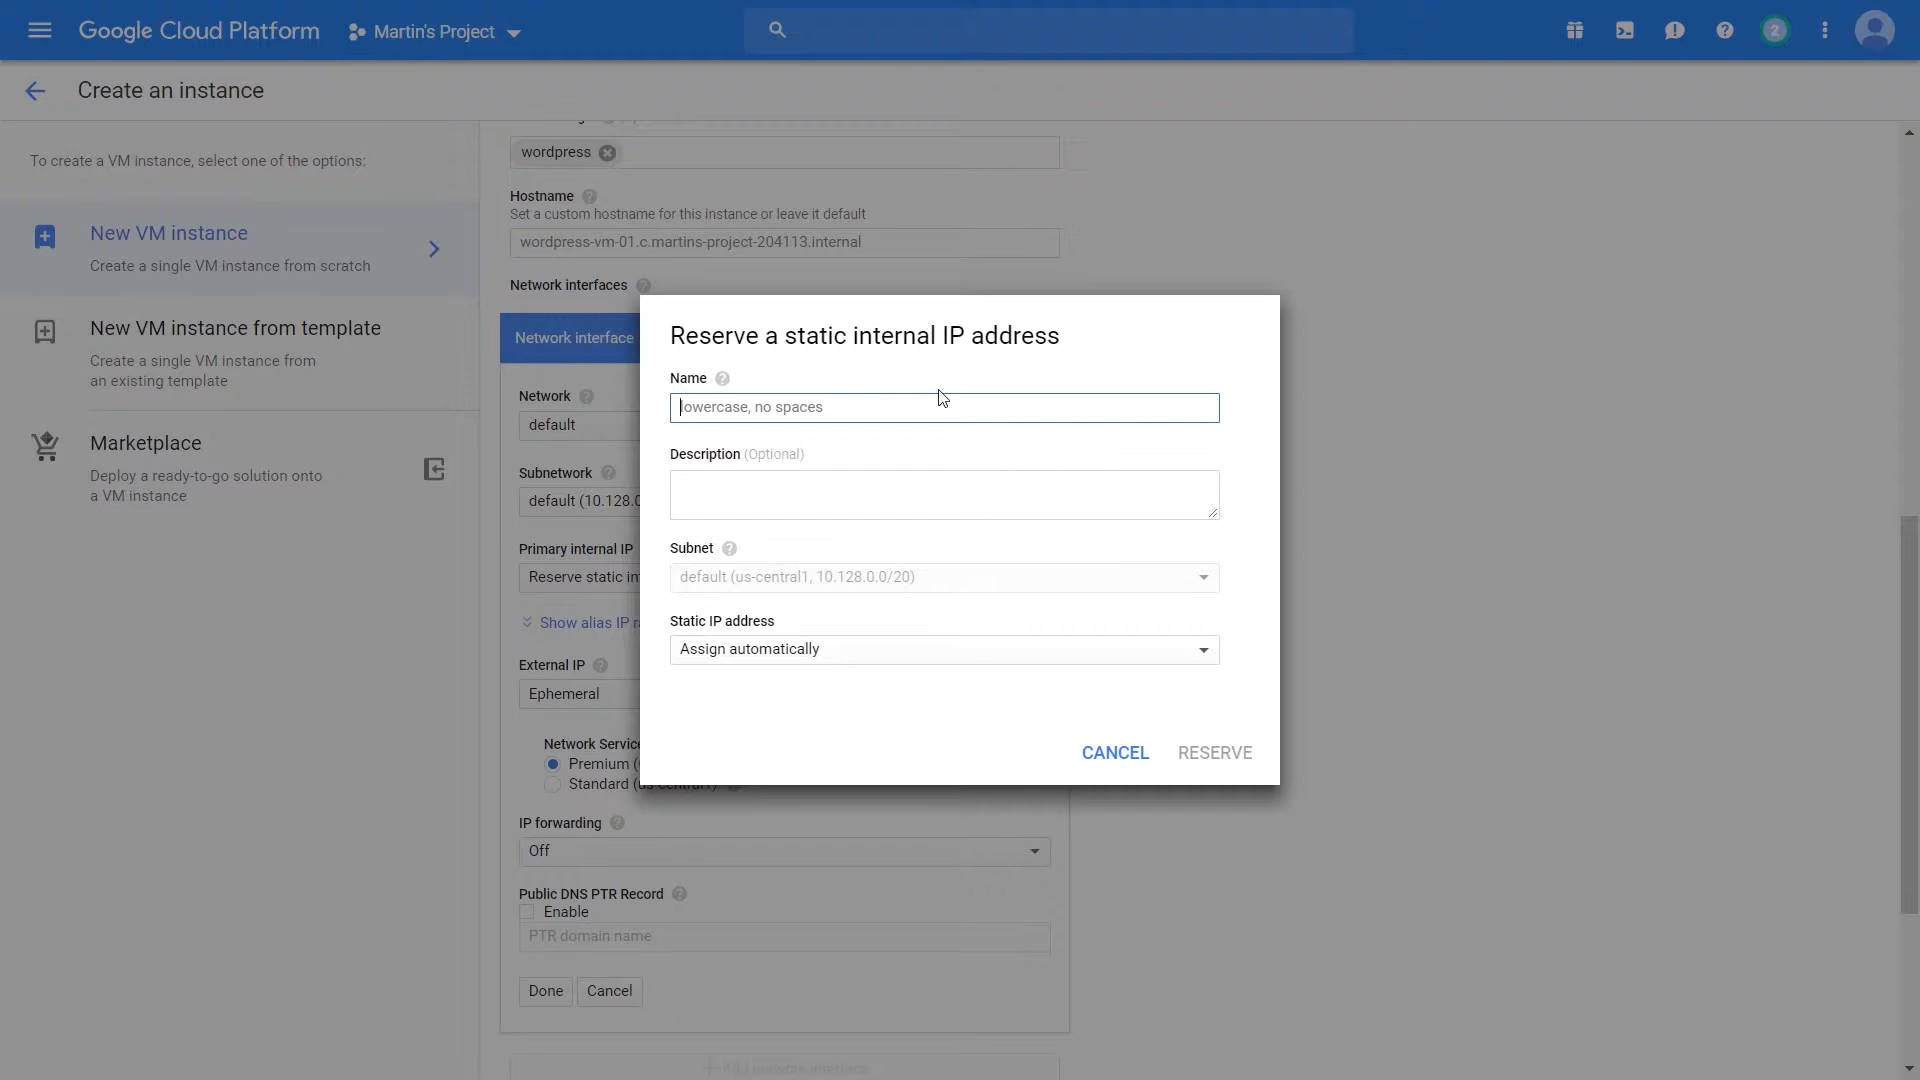 Google Cloud Platform
Martin's Project
2
Create an instance
To create a VM instance, select one of the options:
New VM instance
Create a single VM instance from scratch
New VM instance from template
Create a single VM instance from
an existing template
Marketplace
Deploy a ready-to-go solution onto
a VM instance
wordpress
Hostname
Set a custom hostname for this instance or leave it default
wordpress-vm-01.c.martins-project-204113.internal
Network interfaces
Network interface
Network
default
Subnetwork
default (10.128.0
Primary internal IP
Reserve static in
Show alias IP r
External IP
Ephemeral
Network Service
Premium (
Standard (us-central1)
IP forwarding
Off
Public DNS PTR Record
Enable
PTR domain name
Done
Cancel
Reserve a static internal IP address
Name
lowercase, no spaces
Description (Optional)
Subnet
default (us-central1, 10.128.0.0/20)
Static IP address
Assign automatically
CANCEL
RESERVE